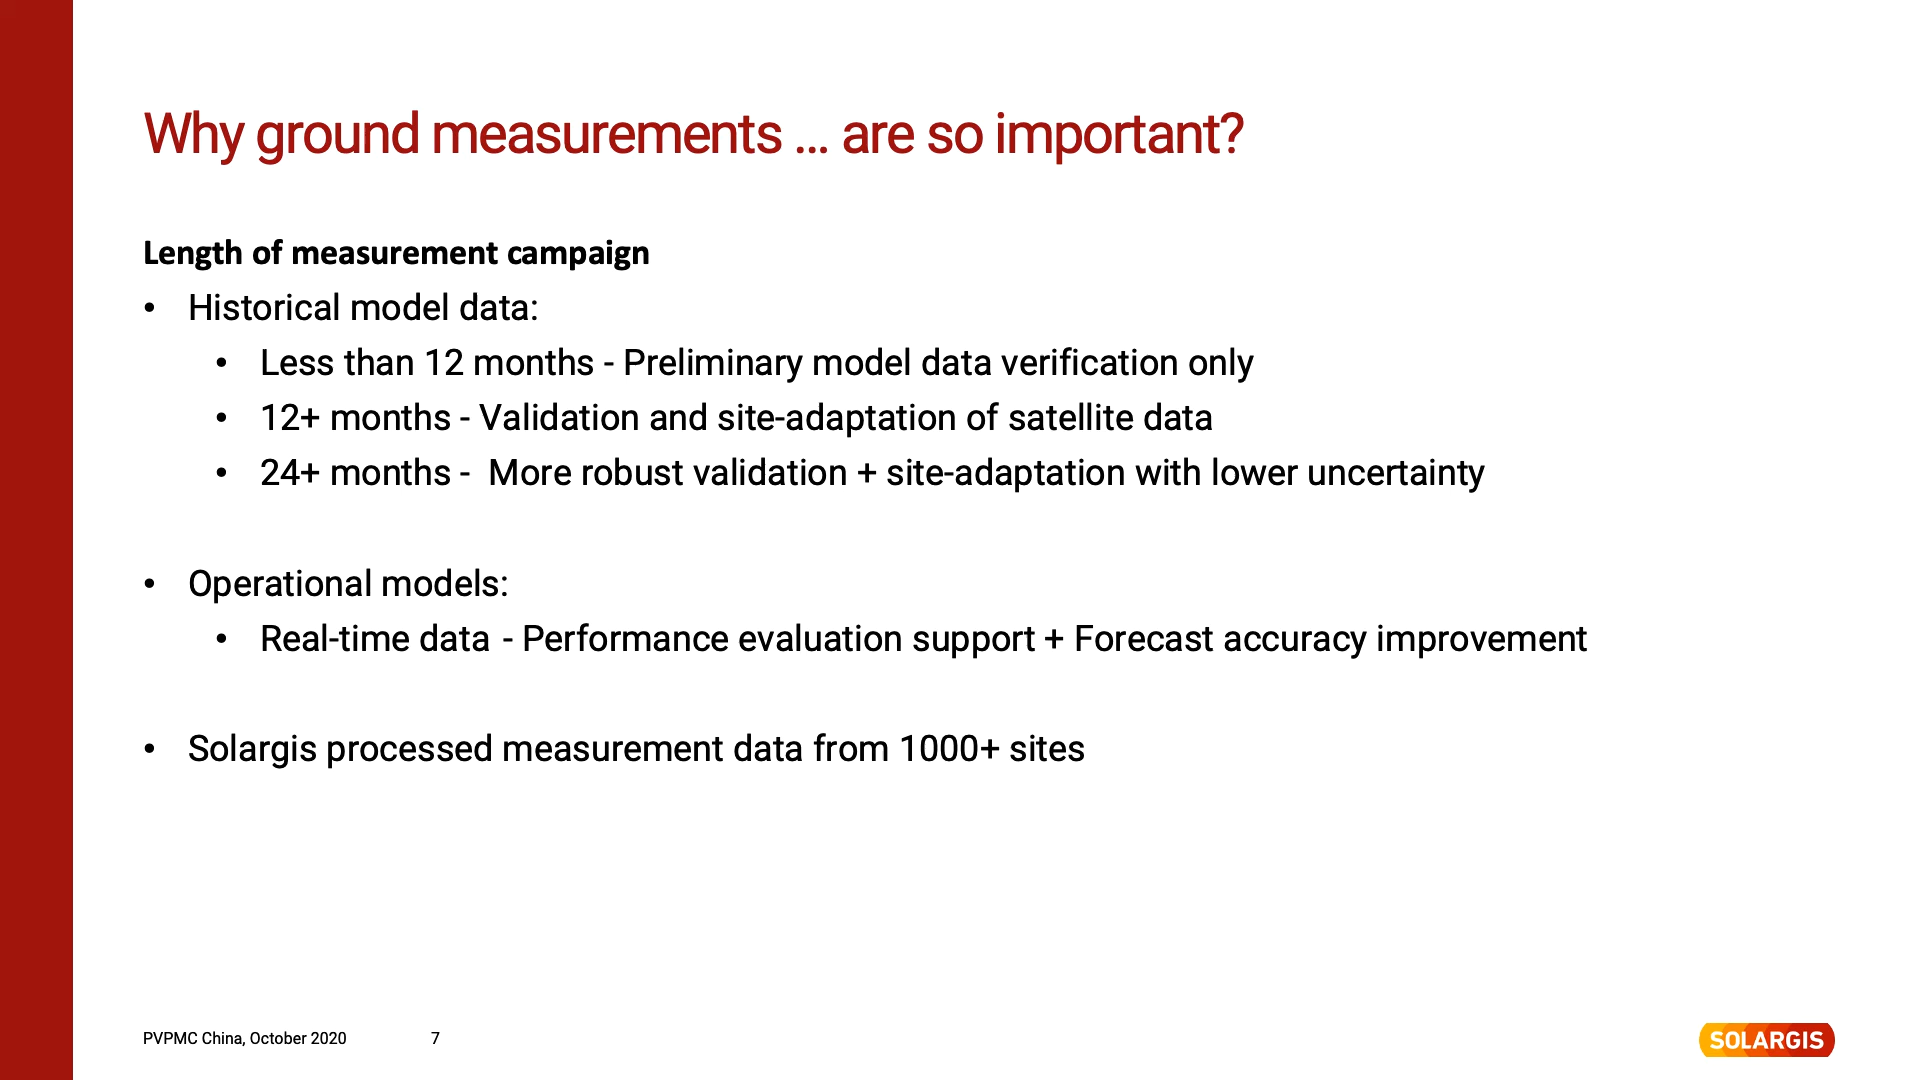 Why ground measurements ... are so important?
Length of measurement campaign
• Historical model data:
• Less than 12 months - Preliminary model data verification only
• 12+ months - Validation and site-adaptation of satellite data
• 24+ months -  More robust validation + site-adaptation with lower uncertainty
• Operational models:
• Real-time data - Performance evaluation support + Forecast accuracy improvement
• Solargis processed measurement data from 1000+ sites
PVPMC China, October 2020 7
SOLARGIS